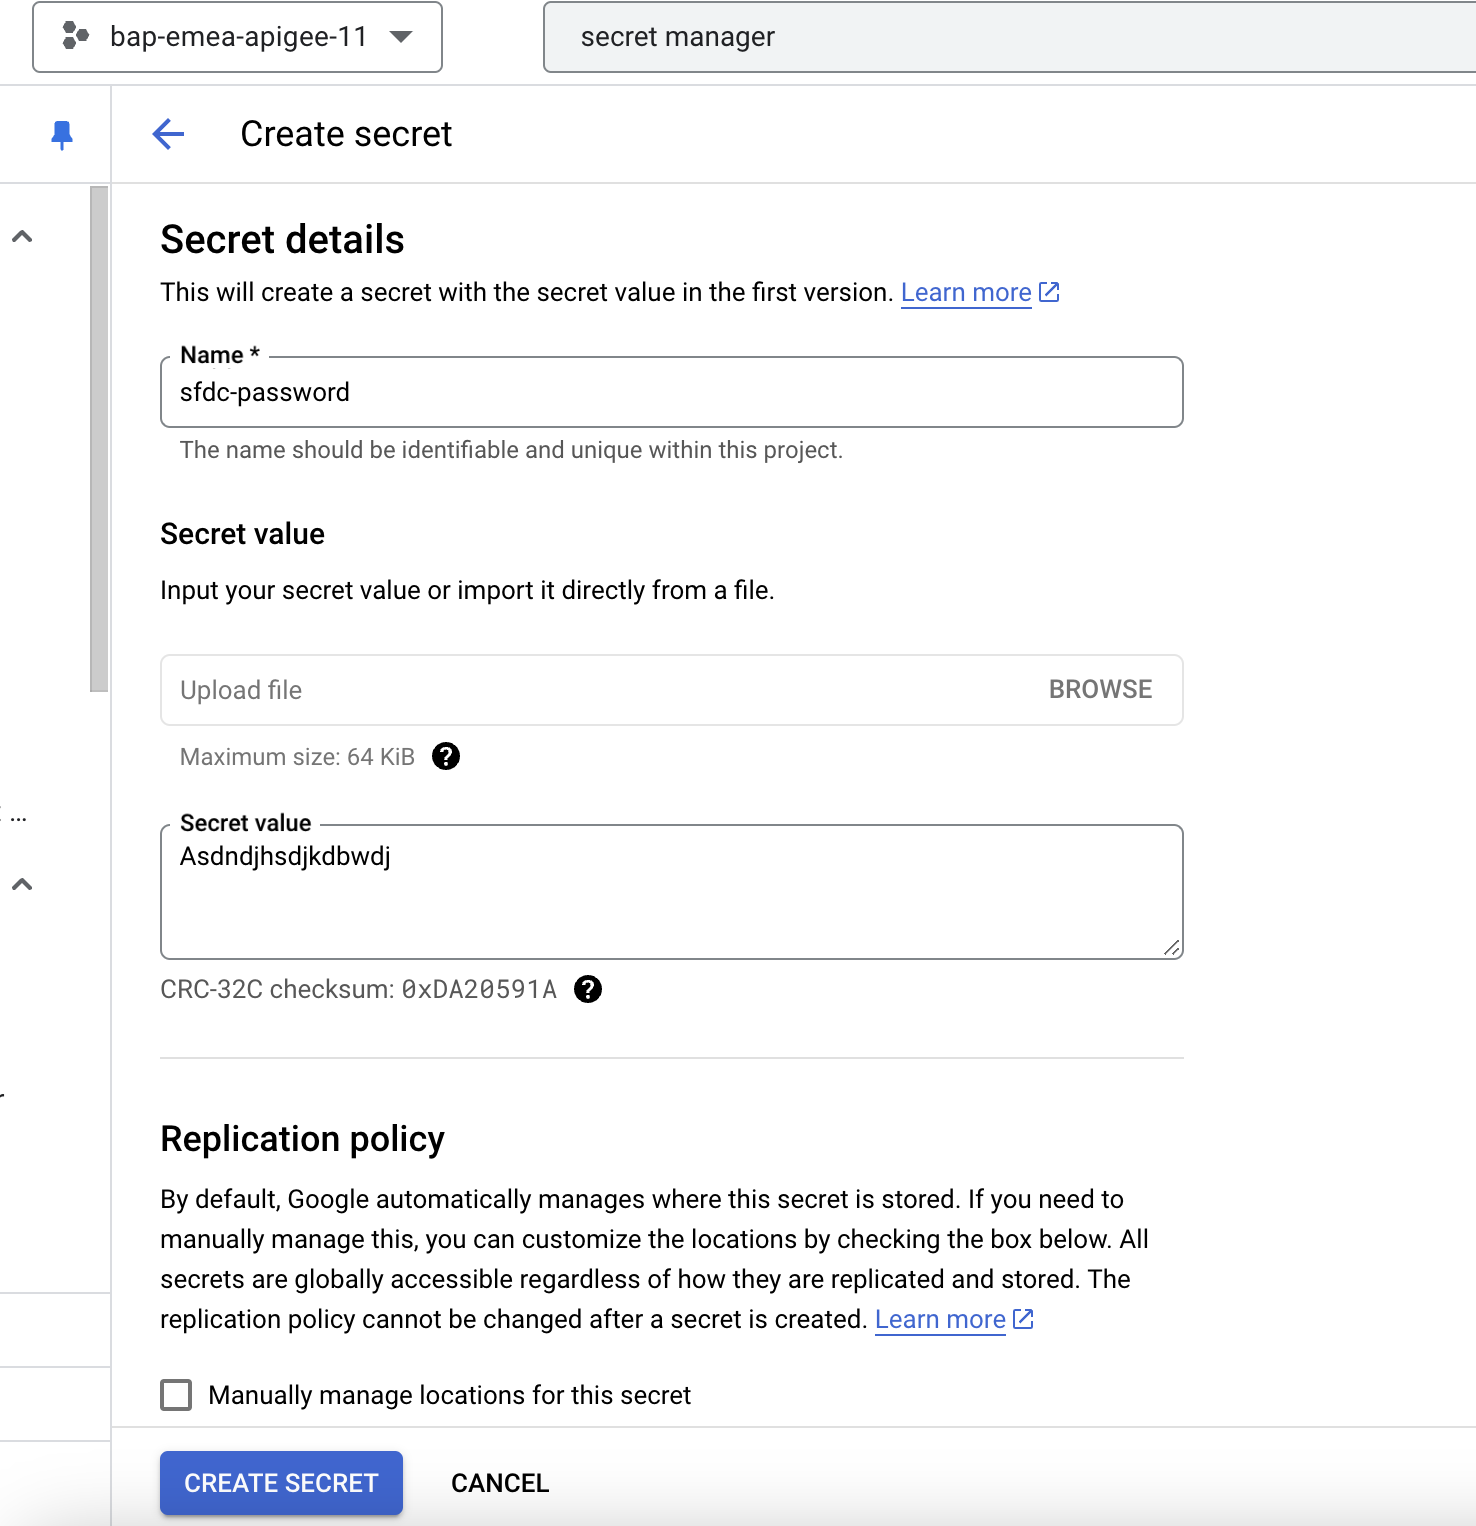 bap-emea-apigee-11
secret manager
Create secret
Secret details
This will create a secret with the secret value in the first version. Learn more
Name *
sfdc-password
The name should be identifiable and unique within this project.
Secret value
Input your secret value or import it directly from a file.
Upload file
BROWSE
Maximum size: 64 KiB
...
Secret value
Asdndjhsdjkdbwdj
CRC-32C checksum: 0xDA20591A
Replication policy
By default, Google automatically manages where this secret is stored. If you need to
manually manage this, you can customize the locations by checking the box below. All
secrets are globally accessible regardless of how they are replicated and stored. The
replication policy cannot be changed after a secret is created. Learn more
Manually manage locations for this secret
CREATE SECRET
CANCEL